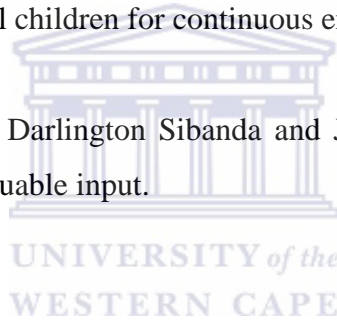 l children for continuous e
Darlington Sibanda and J
uable input.
UNIVERSITY of the
WESTERN CAPE